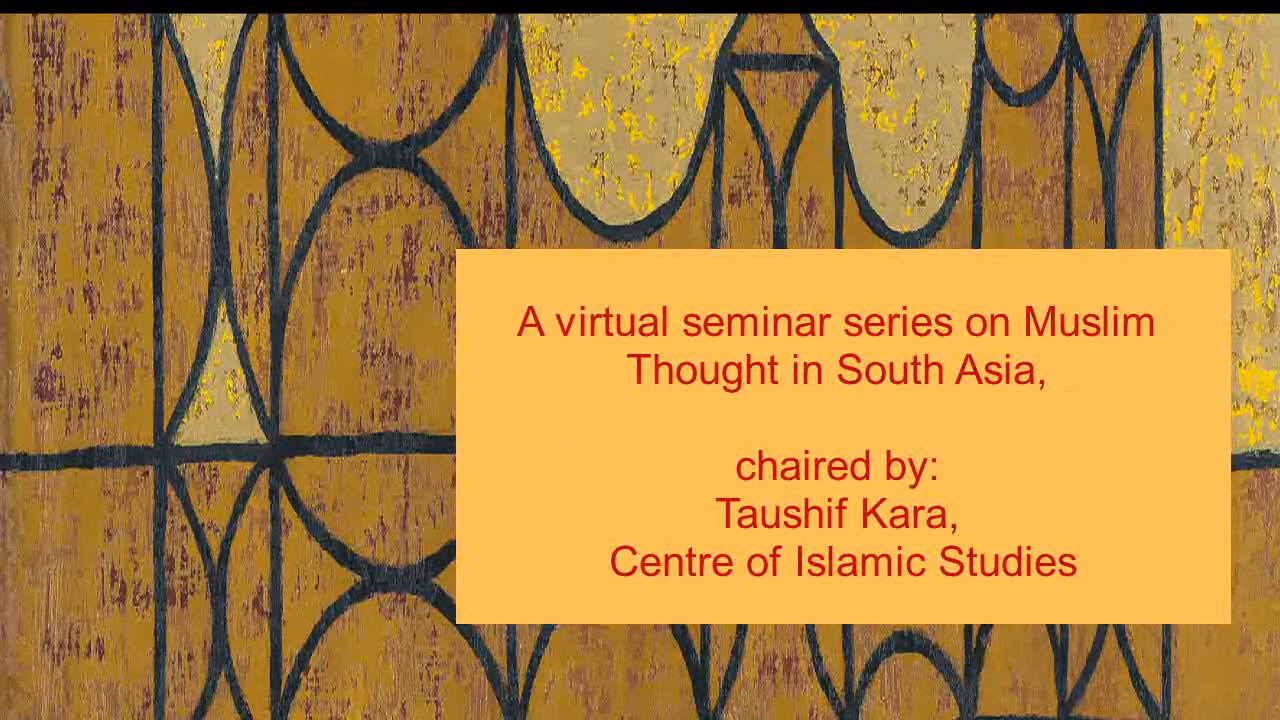 A virtual seminar series on Muslim
Thought in South Asia,
chaired by:
Taushif Kara,
Centre of Islamic Studies